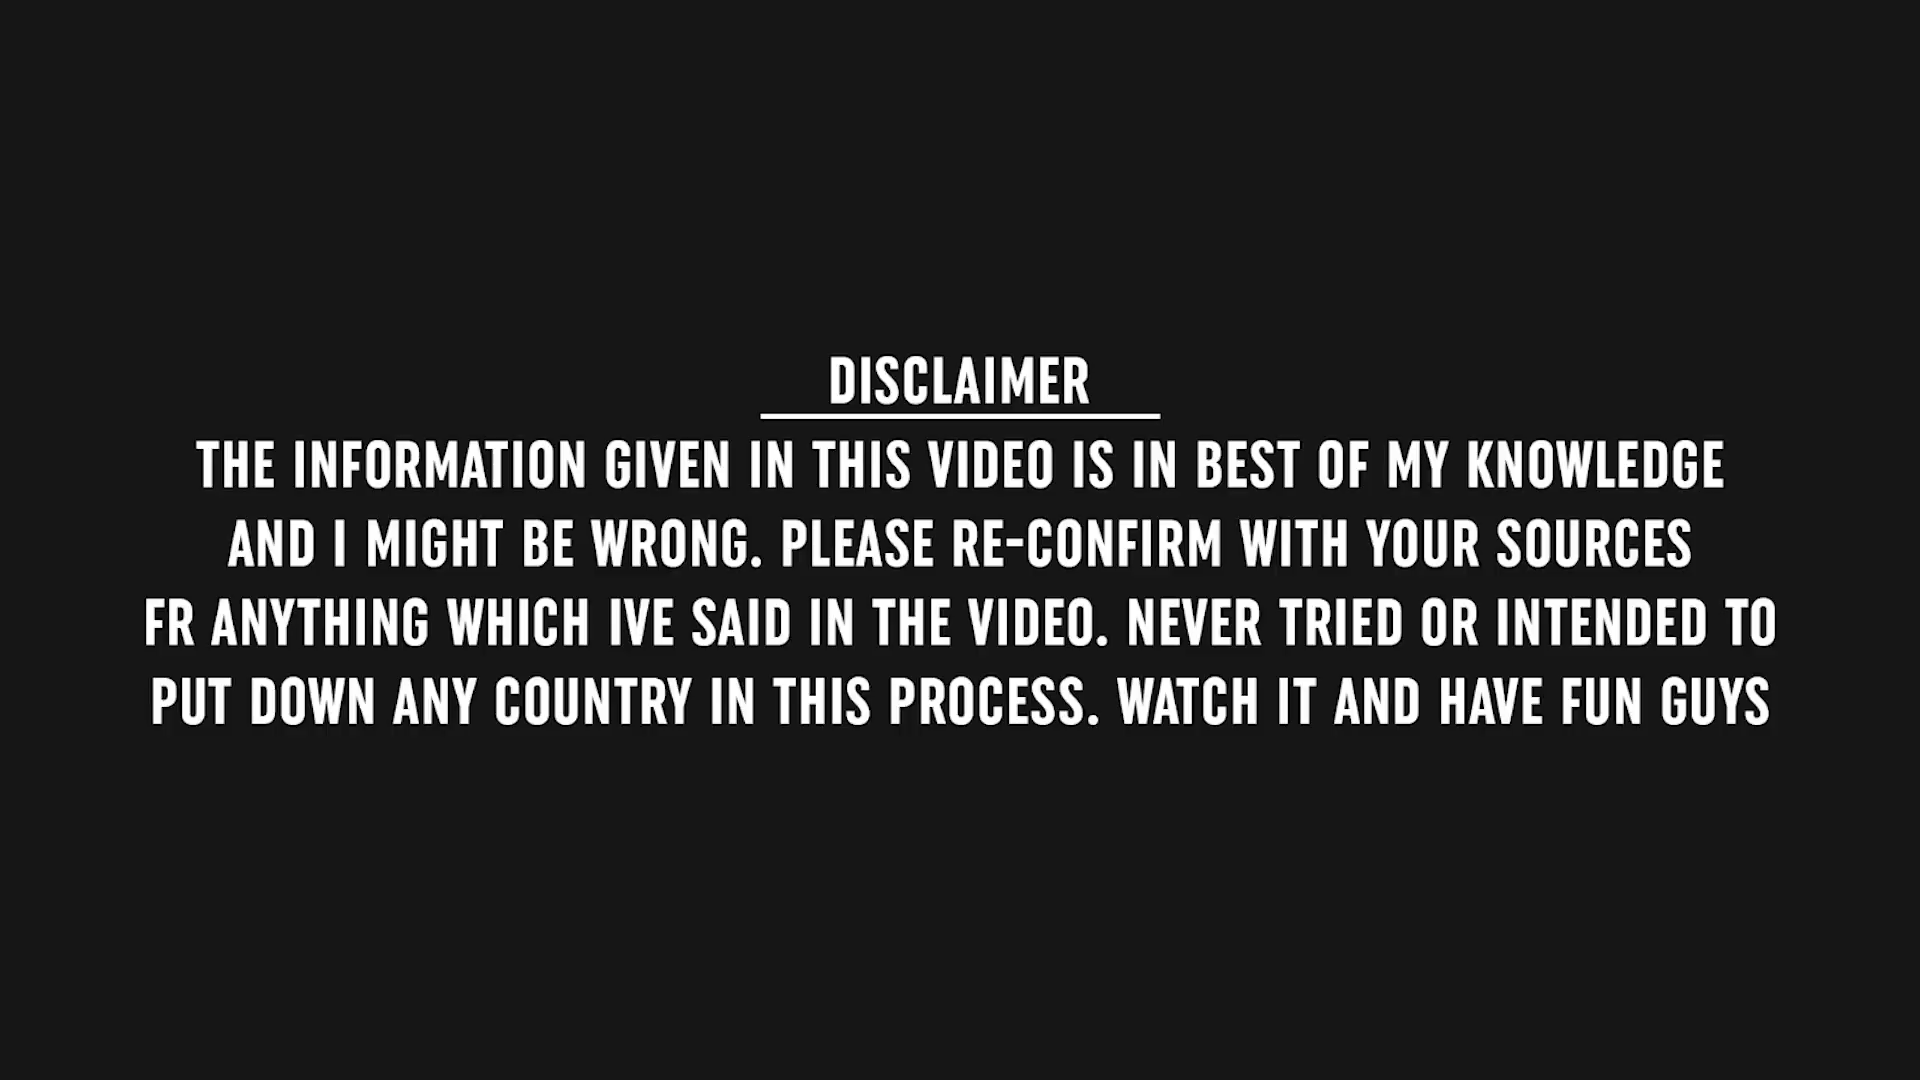 DISCLAIMER
THE INFORMATION GIVEN IN THIS VIDEO IS IN BEST OF MY KNOWLEDGE
AND I MIGHT BE WRONG. PLEASE RE-CONFIRM WITH YOUR SOURCES
FR ANYTHING WHICH IVE SAID IN THE VIDEO. NEVER TRIED OR INTENDED TO
PUT DOWN ANY COUNTRY IN THIS PROCESS. WATCH IT AND HAVE FUN GUYS